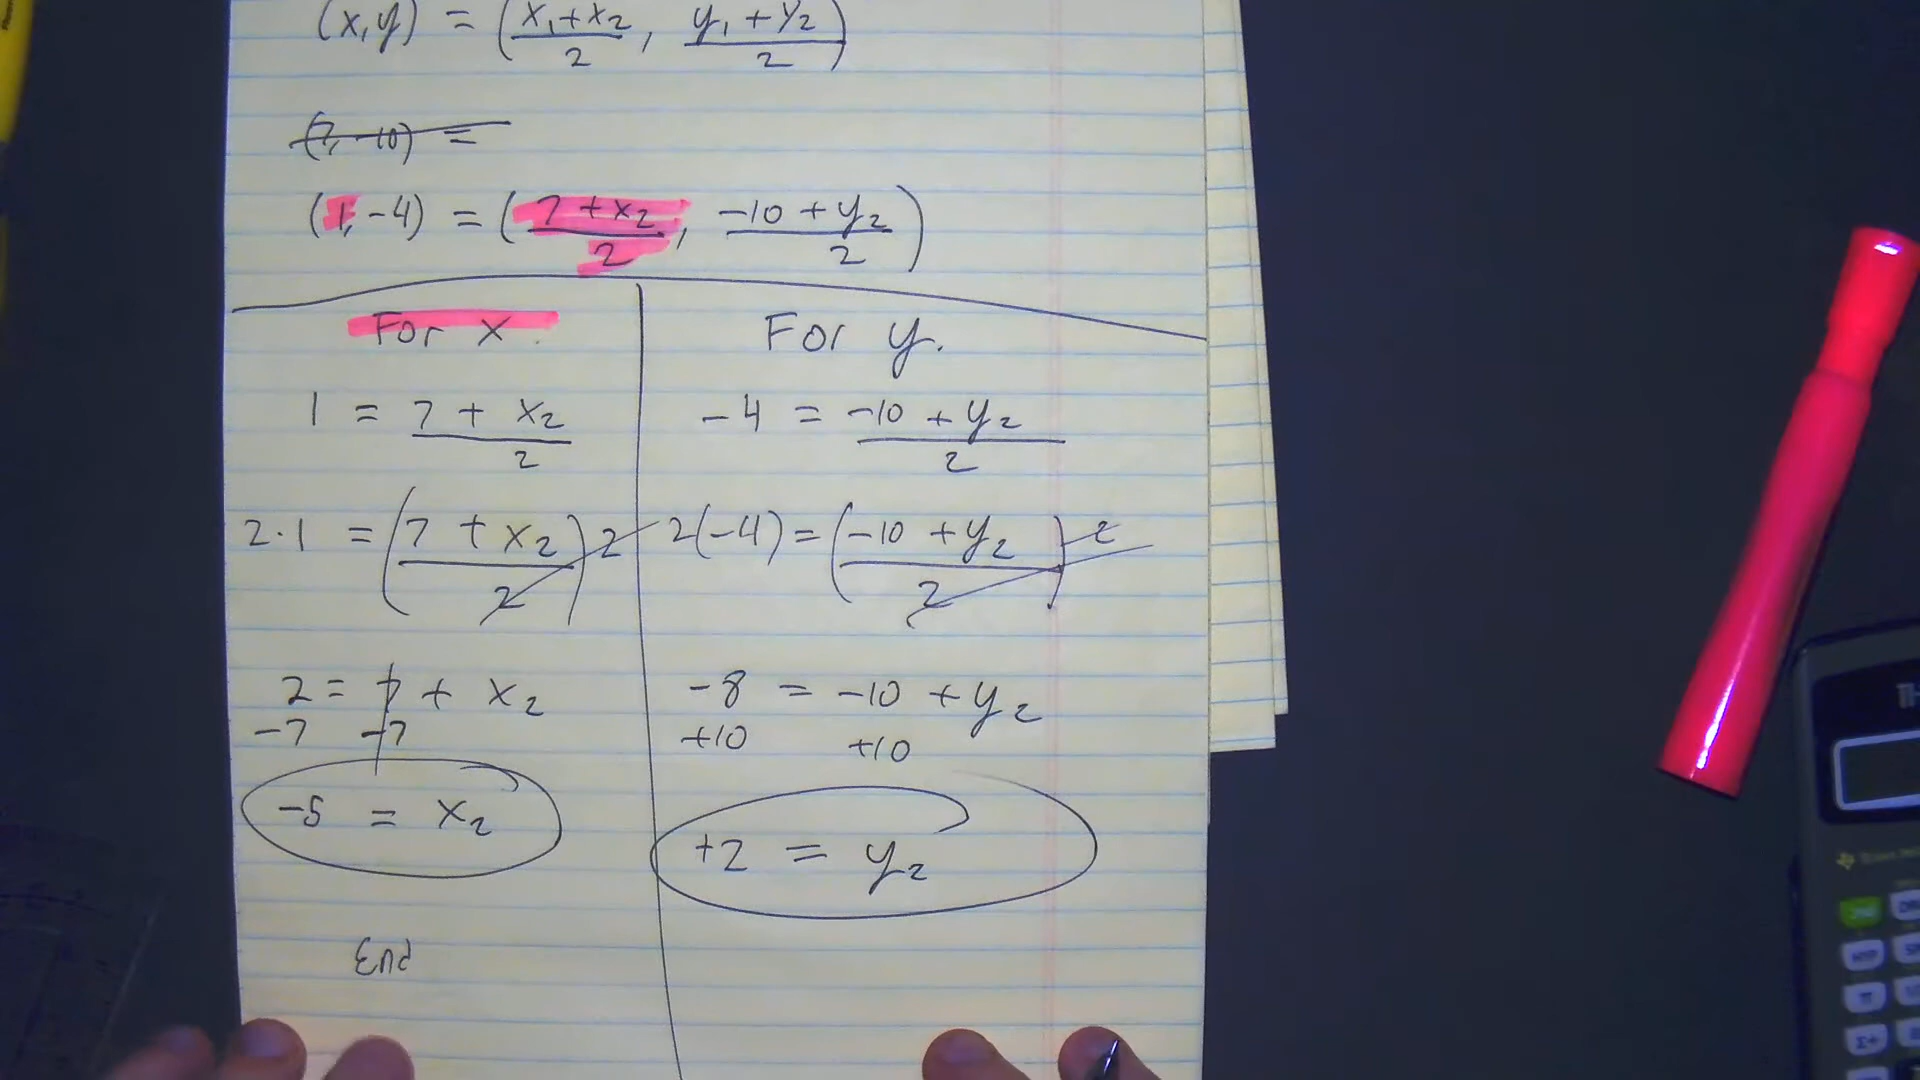 (x,y) = (x₁+x₂/2, y₁+y₂/2)
(7, -10) =
(1, -4) = (7+x₂/2, -10+y₂/2)
For x.
1 = 7 + x₂/2
2·1 = (7 + x₂/2)2
2 = 7 + x₂
-7 -7
-5 = x₂
End
For y.
-4 = -10 + y₂/2
2(-4) = (-10 + y₂/2)2
-8 = -10 + y₂
+10 +10
+2 = y₂
2ND